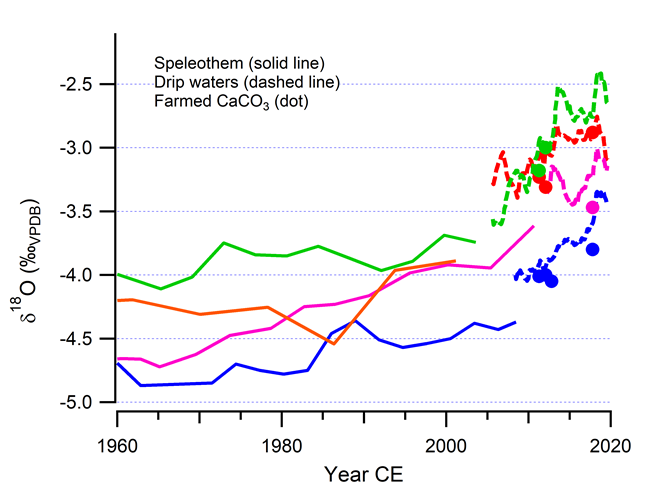 Speleothem (solid line)
Drip waters (dashed line)
Farmed CaCO₃ (dot)
-2.5
-3.0
-3.5
-4.0
-4.5
-5.0
δ¹⁸O (‰VPDB)
1960
1980
2000
2020
Year CE